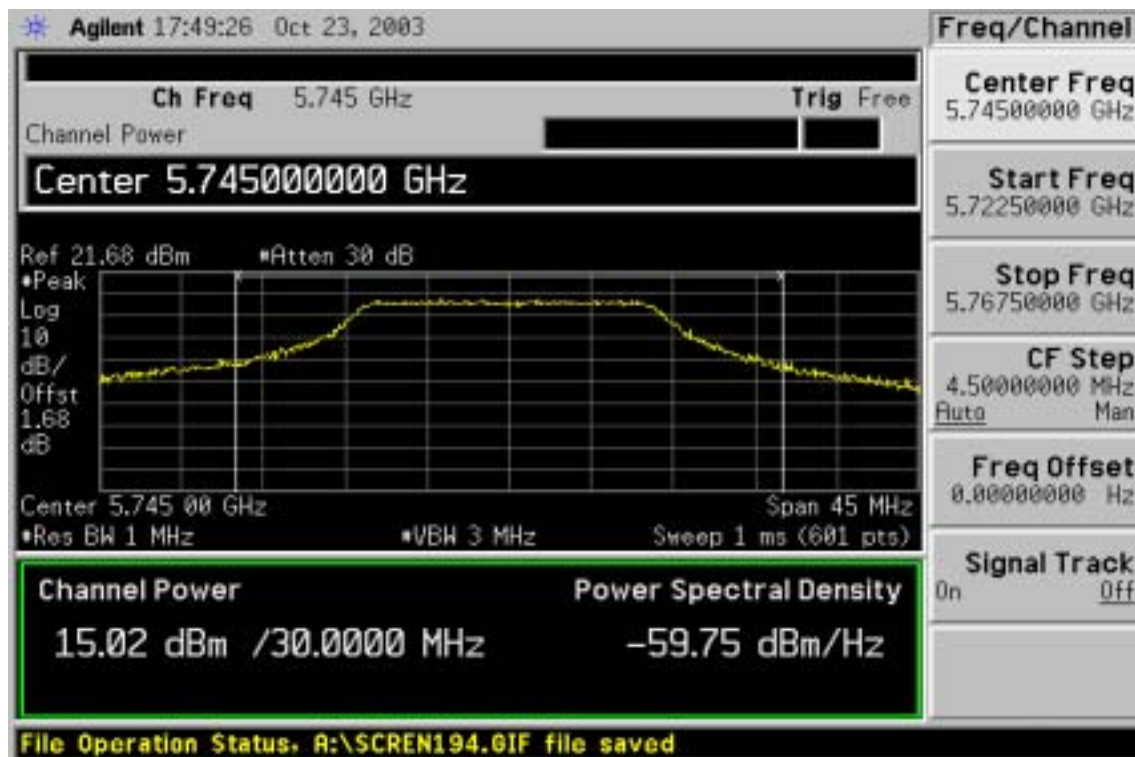 Agilent 17:49:26 Oct 23, 2003
Freq/Channel
Ch Freq 5.745 GHz
Trig Free
Channel Power
Center 5.745000000 GHz
Ref 21.68 dBm
*Atten 30 dB
*Peak
Log
10
dB/
Offst
1.68
dB
Center 5.745 00 GHz
Span 45 MHz
*Res BW 1 MHz
*VBW 3 MHz
Sweep 1 ms (601 pts)
Channel Power
Power Spectral Density
15.02 dBm /30.0000 MHz
-59.75 dBm/Hz
File Operation Status, A:\SCREN194.GIF file saved
Center Freq
5.74500000 GHz
Start Freq
5.72250000 GHz
Stop Freq
5.76750000 GHz
CF Step
4.50000000 MHz
Auto Man
Freq Offset
0.00000000 Hz
Signal Track
On Off